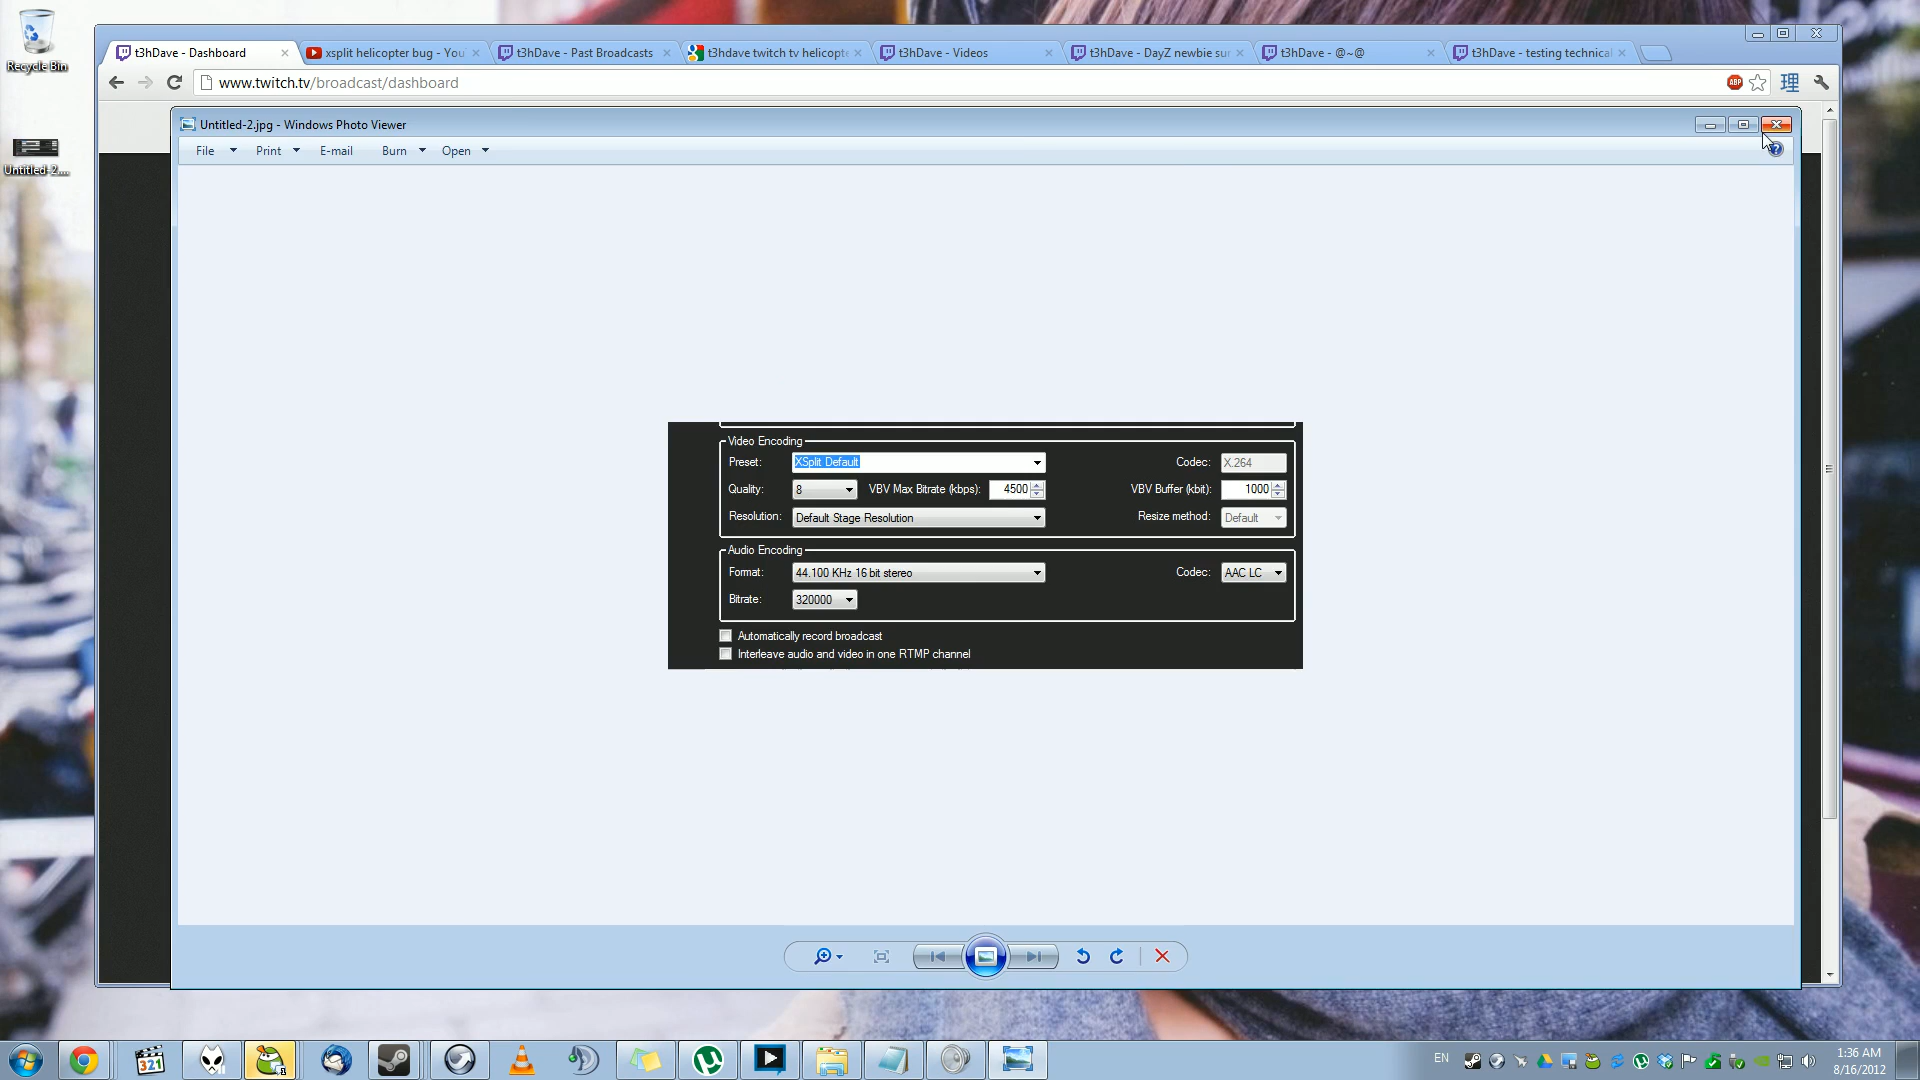 Recycle Bin
Untitled-2....
t3hDave - Dashboard
xsplit helicopter bug - You
t3hDave - Past Broadcasts
t3hdave twitch tv helicopte
t3hDave - Videos
t3hDave - DayZ newbie sur
t3hDave - @~@
t3hDave - testing technical
www.twitch.tv/broadcast/dashboard
ABP
理
Untitled-2.jpg - Windows Photo Viewer
File Print E-mail Burn Open
Video Encoding
Preset: XSplit Default Codec: X.264
Quality: 8 VBV Max Bitrate (kbps): 4500 VBV Buffer (kbit): 1000
Resolution: Default Stage Resolution Resize method: Default
Audio Encoding
Format: 44.100 KHz 16 bit stereo Codec: AAC LC
Bitrate: 320000
Automatically record broadcast
Interleave audio and video in one RTMP channel
321
EN
1:36 AM
8/16/2012